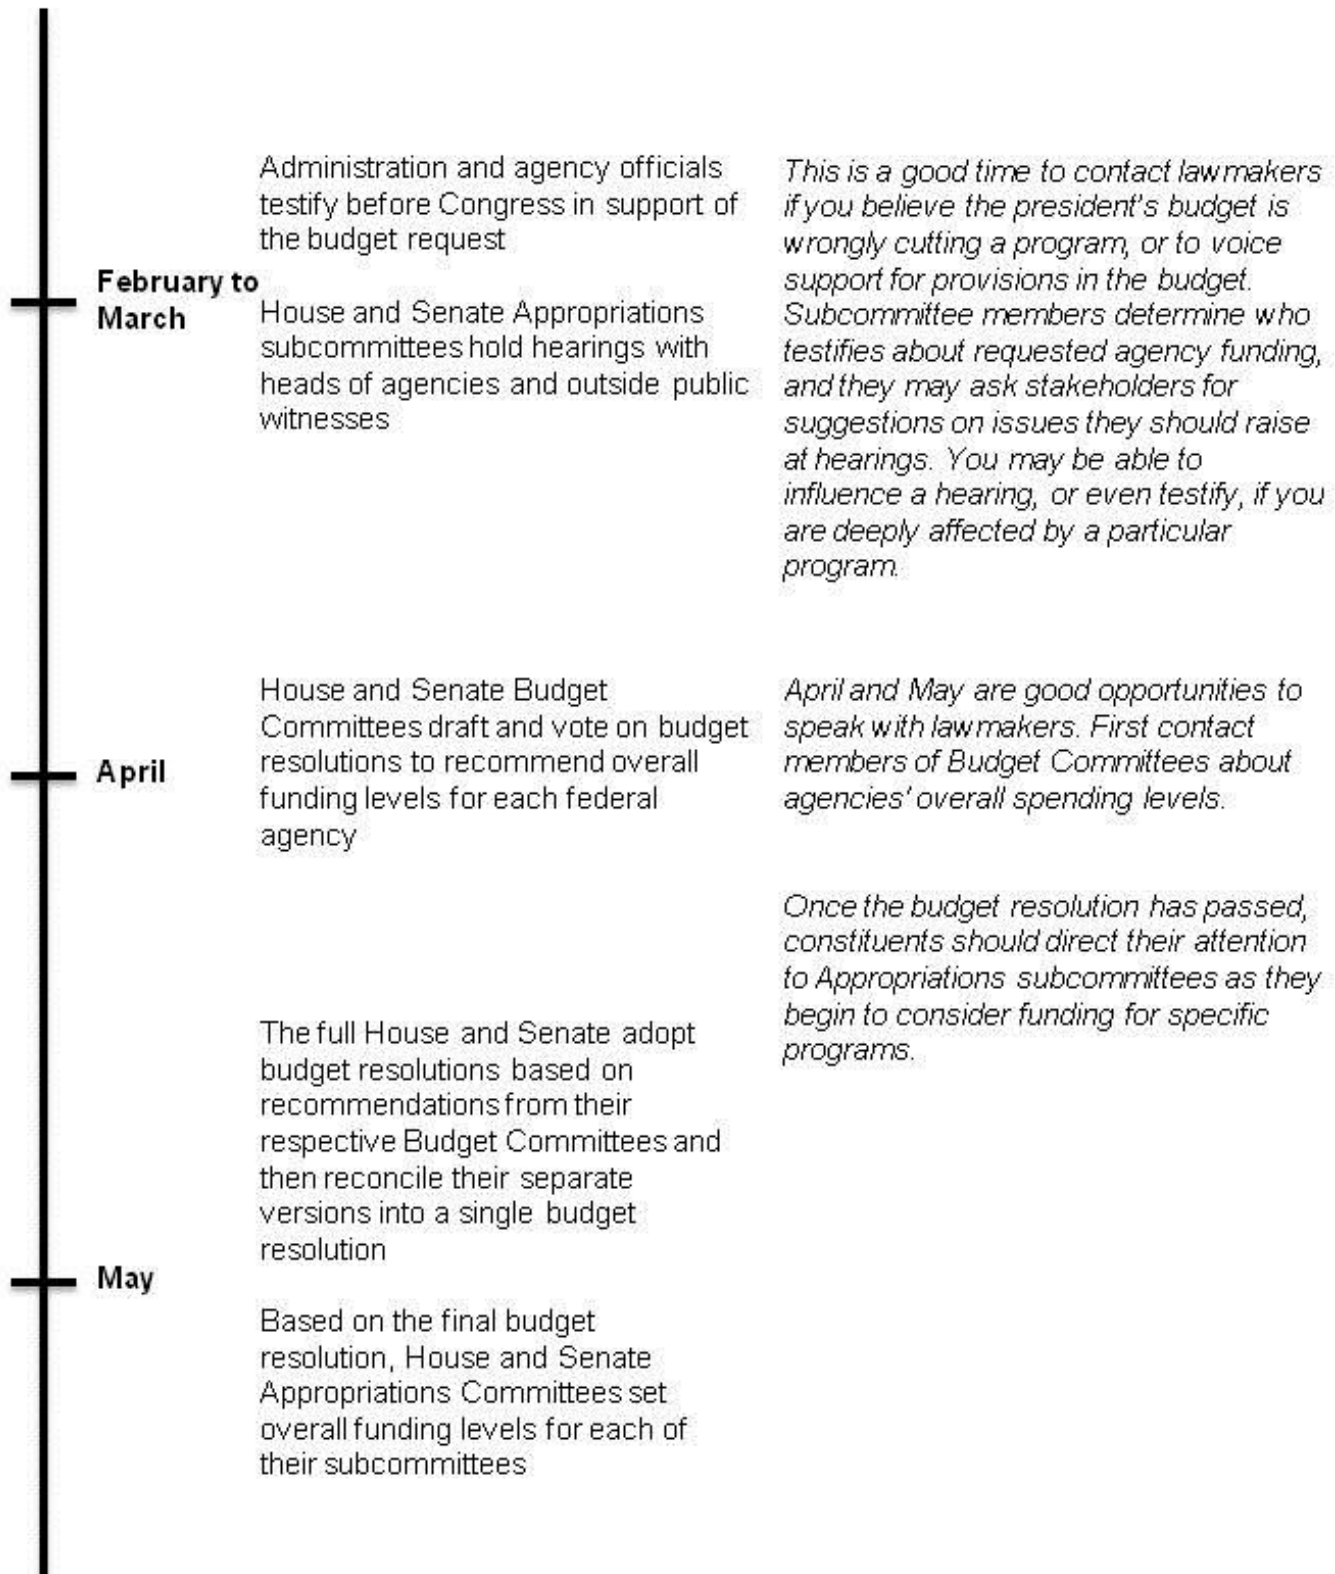 Administration and agency officials
testify before Congress in support of
the budget request
This is a good time to contact lawmakers
if you believe the president's budget is
wrongly cutting a program, or to voice
support for provisions in the budget.
Subcommittee members determine who
testifies about requested agency funding,
and they may ask stakeholders for
suggestions on issues they should raise
at hearings. You may be able to
influence a hearing, or even testify, if you
are deeply affected by a particular
program.
February to
March
House and Senate Appropriations
subcommittees hold hearings with
heads of agencies and outside public
witnesses
House and Senate Budget
Committees draft and vote on budget
resolutions to recommend overall
funding levels for each federal
agency
April and May are good opportunities to
speak with lawmakers. First contact
members of Budget Committees about
agencies' overall spending levels.
April
Once the budget resolution has passed,
constituents should direct their attention
to Appropriations subcommittees as they
begin to consider funding for specific
programs.
The full House and Senate adopt
budget resolutions based on
recommendations from their
respective Budget Committees and
then reconcile their separate
versions into a single budget
resolution
May
Based on the final budget
resolution, House and Senate
Appropriations Committees set
overall funding levels for each of
their subcommittees